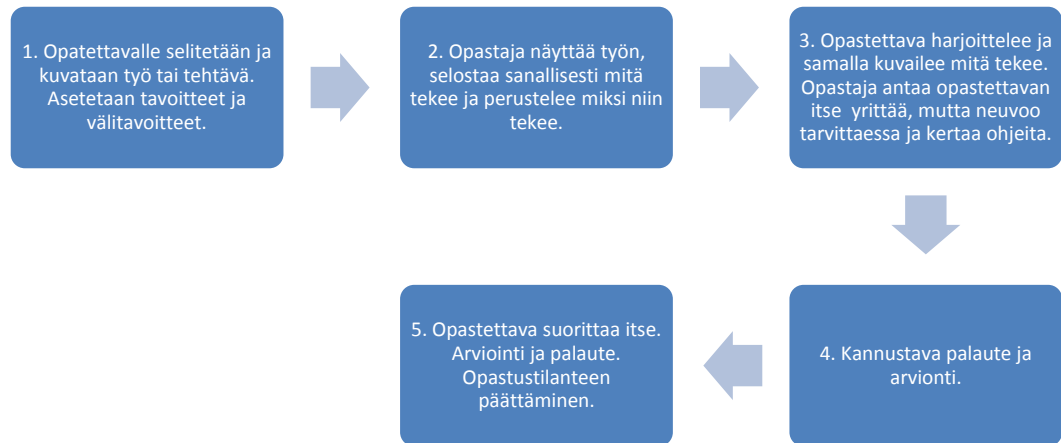 1. Opatettavalle selitetään ja
kuvataan työ tai tehtävä.
Asetetaan tavoitteet ja
välitavoitteet.
2. Opastaja näyttää työn,
selostaa sanallisesti mitä
tekee ja perustelee miksi niin
tekee.
3. Opastettava harjoittelee ja
samalla kuvailee mitä tekee.
Opastaja antaa opastettavan
itse yrittää, mutta neuvoo
tarvittaessa ja kertaa ohjeita.
4. Kannustava palaute ja
arvionti.
5. Opastettava suorittaa itse.
Arviointi ja palaute.
Opastustilanteen
päättäminen.